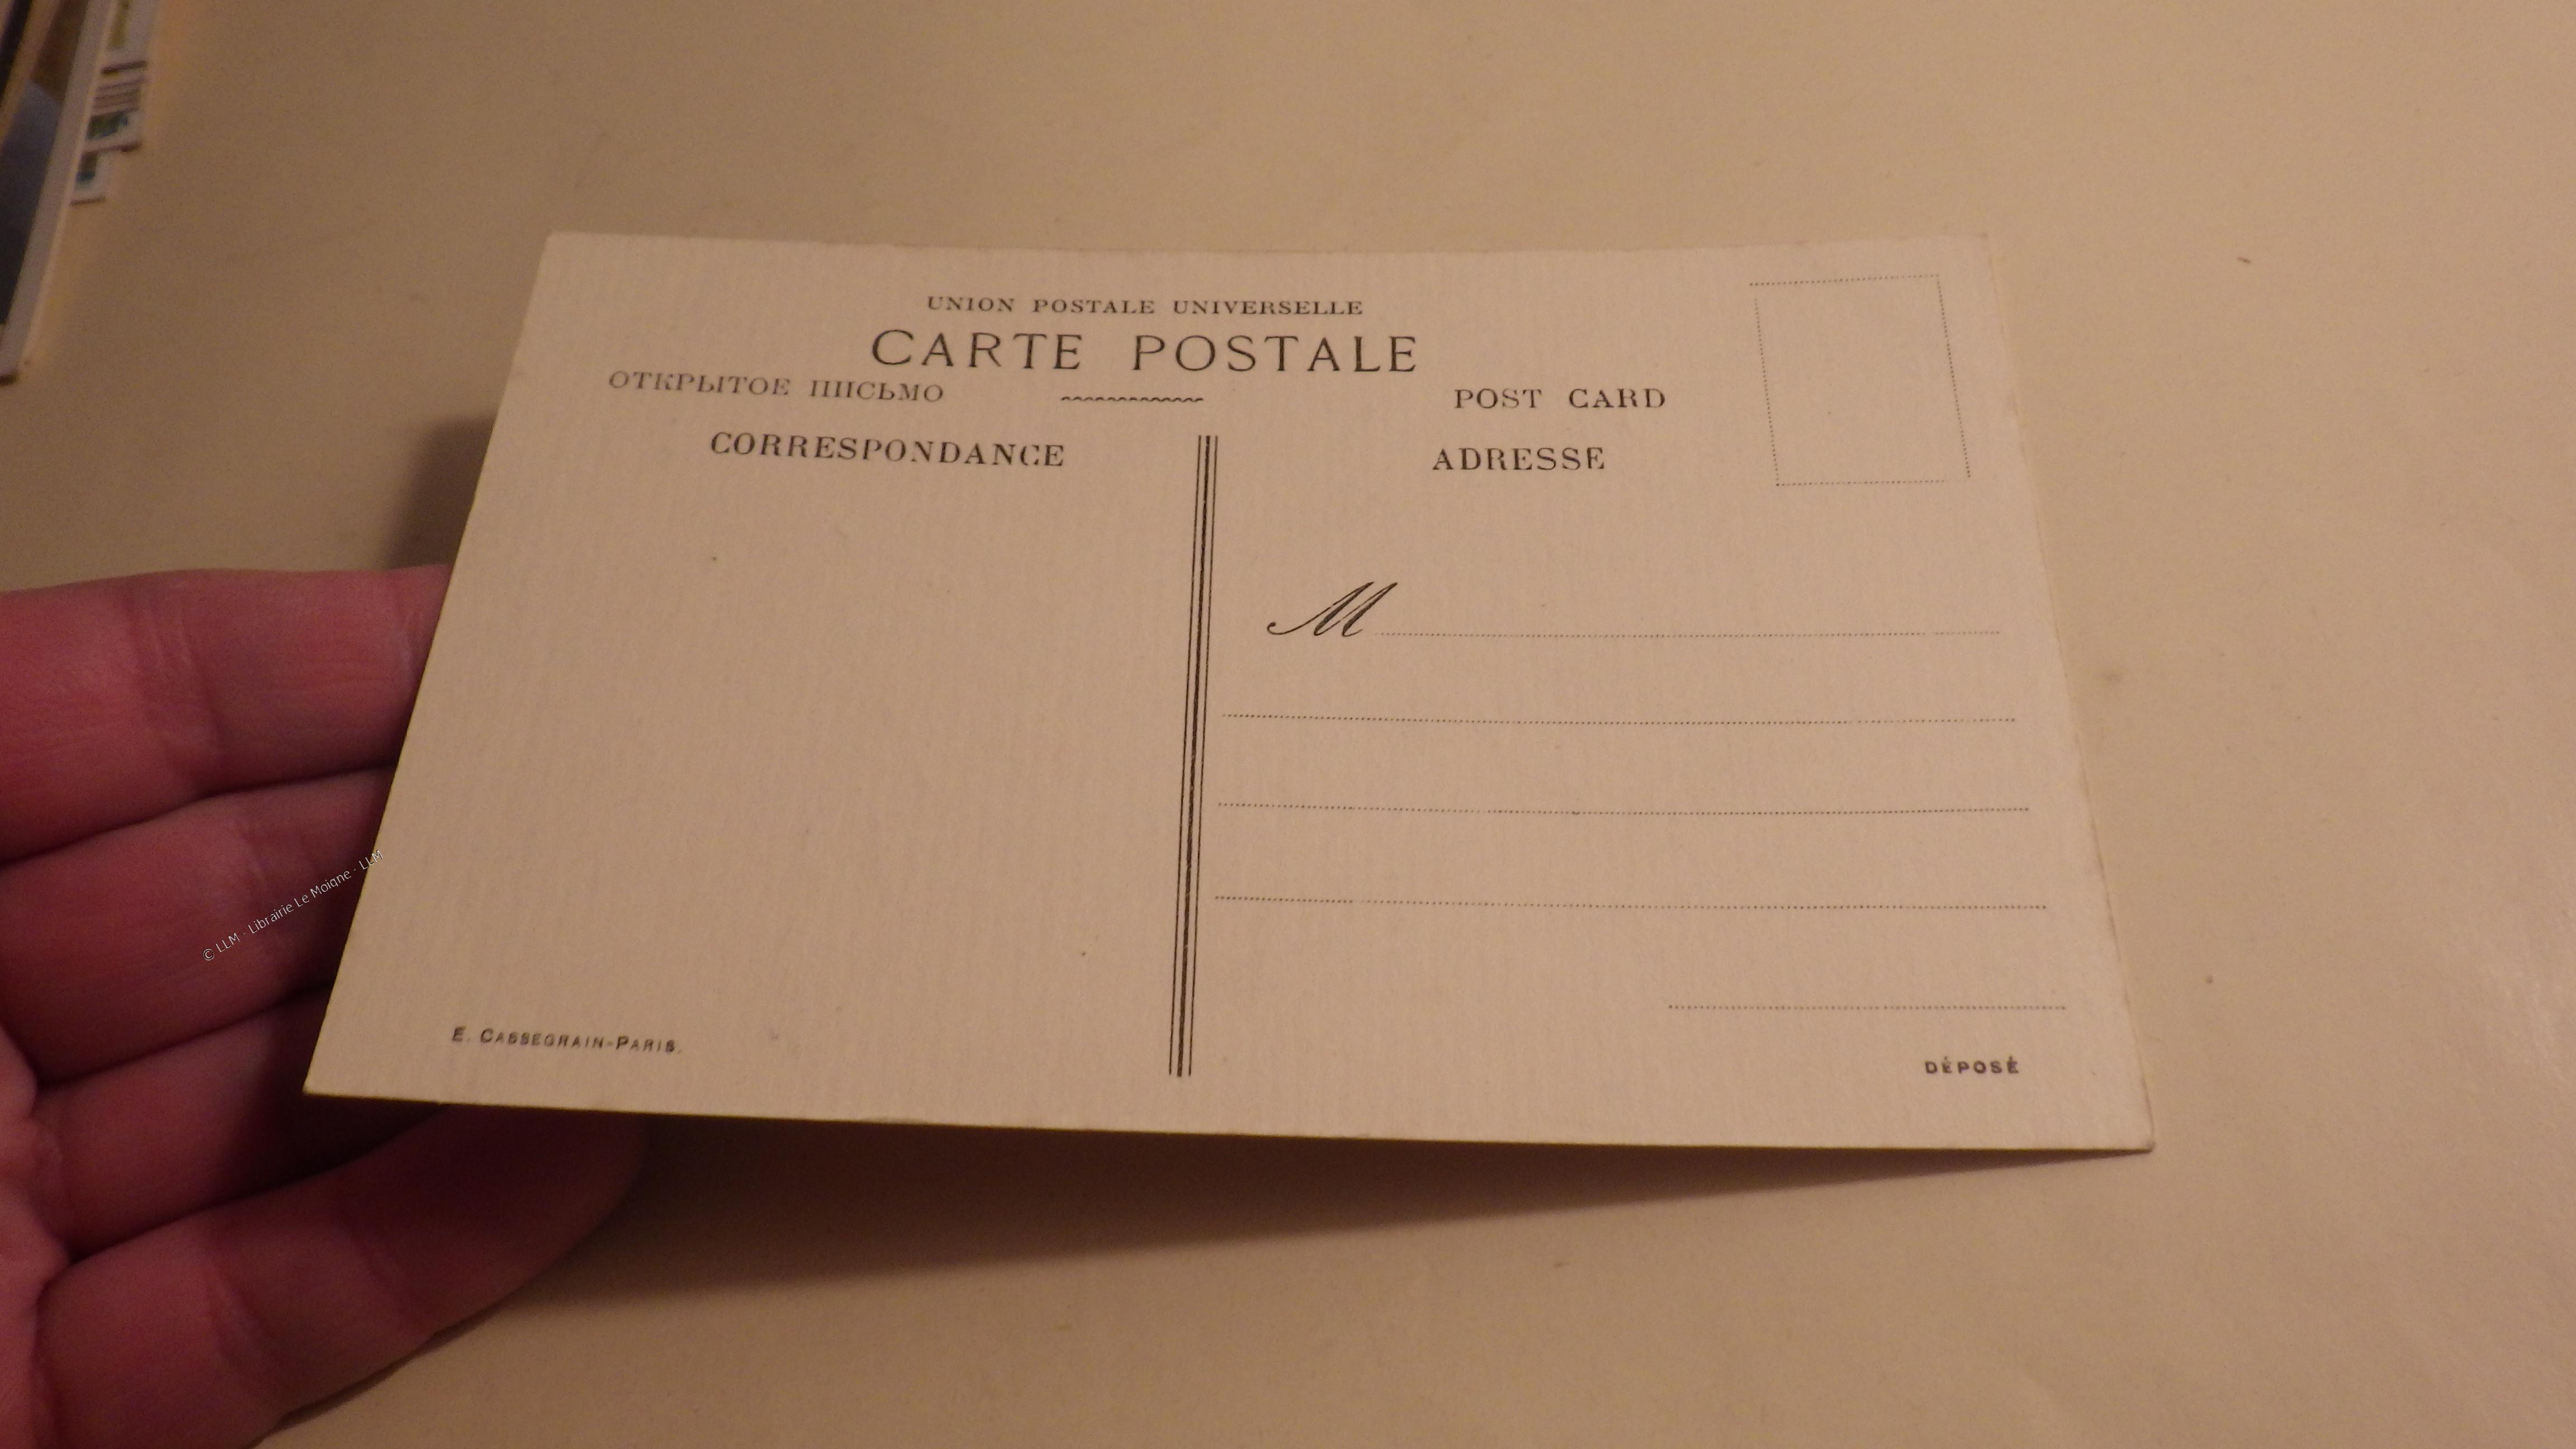 UNION POSTALE UNIVERSELLE
CARTE POSTALE
ОТКРЫТОЕ ПИСЬМО
POST CARD
CORRESPONDANCE
ADRESSE
M
E. CASSEGRAIN-PARIS.
DÉPOSÉ
© LLM - Librairie Le Moigne - LLM